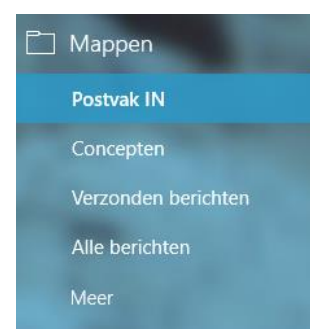 Mappen
Postvak IN
Concepten
Verzonden berichten
Alle berichten
Meer